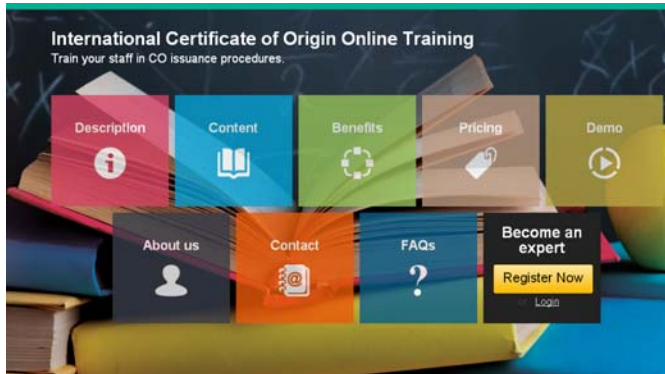 International Certificate of Origin Online Training
Train your staff in CO issuance procedures.
Description
Content
Benefits
Pricing
Demo
About us
Contact
FAQs
Become an
expert
Register Now
or Login